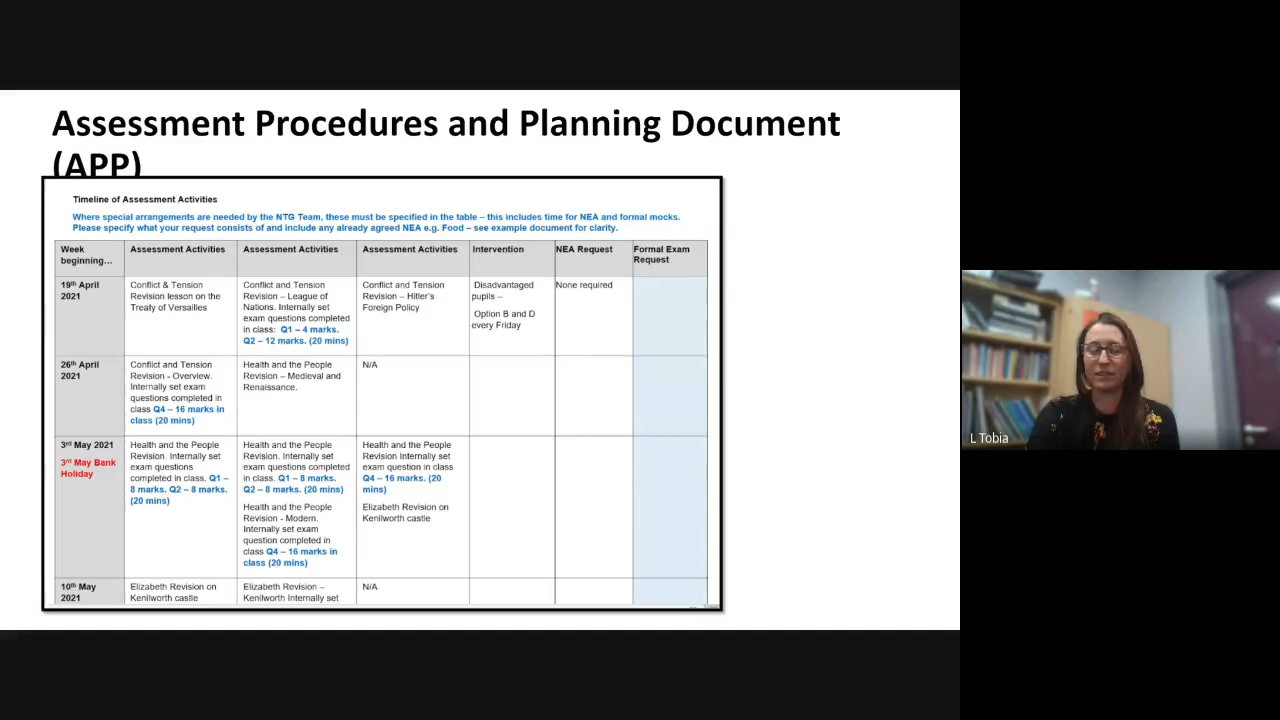 Assessment Procedures and Planning Document
(APP)
Timeline of Assessment Activities
Where special arrangements are needed by the NTG Team, these must be specified in the table – this includes time for NEA and formal mocks.
Please specify what your request consists of and include any already agreed NEA e.g. Food – see example document for clarity.
Week
beginning…
Assessment Activities
Assessment Activities
Assessment Activities
Intervention
NEA Request
Formal Exam
Request
19th April
2021
Conflict & Tension
Revision lesson on the
Treaty of Versailles
Conflict and Tension
Revision – League of
Nations. Internally set
exam questions completed
in class: Q1 – 4 marks.
Q2 – 12 marks. (20 mins)
Conflict and Tension
Revision – Hitler's
Foreign Policy
Disadvantaged
pupils –
Option B and D
every Friday
None required
26th April
2021
Conflict and Tension
Revision - Overview.
Internally set exam
questions completed in
class Q4 – 16 marks in
class (20 mins)
Health and the People
Revision – Medieval and
Renaissance.
N/A
3rd May 2021
3rd May Bank
Holiday
Health and the People
Revision. Internally set
exam questions
completed in class. Q1 –
8 marks. Q2 – 8 marks.
(20 mins)
Health and the People
Revision. Internally set
exam questions completed
in class. Q1 – 8 marks.
Q2 – 8 marks. (20 mins)
Health and the People
Revision - Modern.
Internally set exam
question completed in
class Q4 – 16 marks in
class (20 mins)
Health and the People
Revision Internally set
exam question in class
Q4 – 16 marks. (20
mins)
Elizabeth Revision on
Kenilworth castle
10th May
2021
Elizabeth Revision on
Kenilworth castle
Elizabeth Revision –
Kenilworth Internally set
N/A
L Tobia